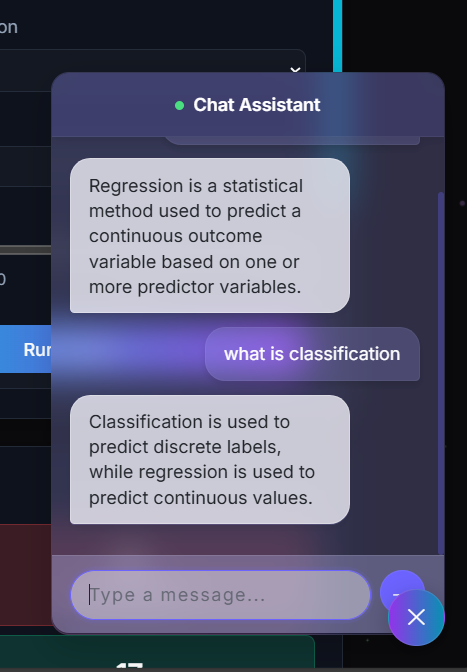 on
Chat Assistant
Regression is a statistical
method used to predict a
continuous outcome
variable based on one or
more predictor variables.
0
Run
what is classification
Classification is used to
predict discrete labels,
while regression is used to
predict continuous values.
Type a message...
17